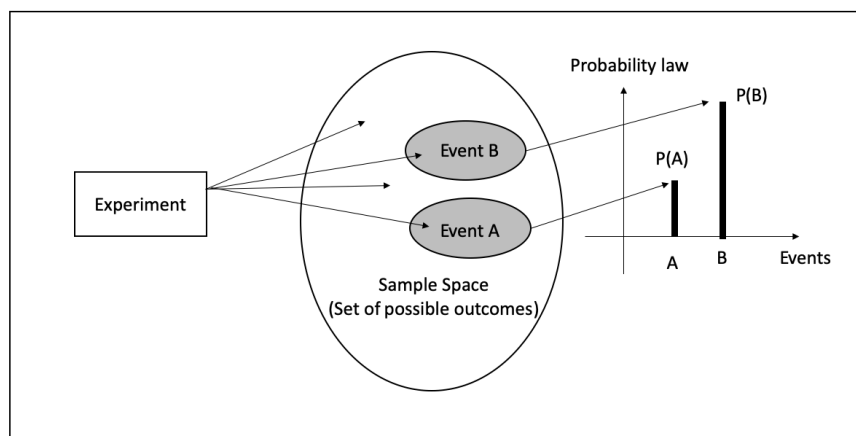 Experiment
Event B
Event A
Sample Space
(Set of possible outcomes)
Probability law
P(B)
P(A)
A
B
Events